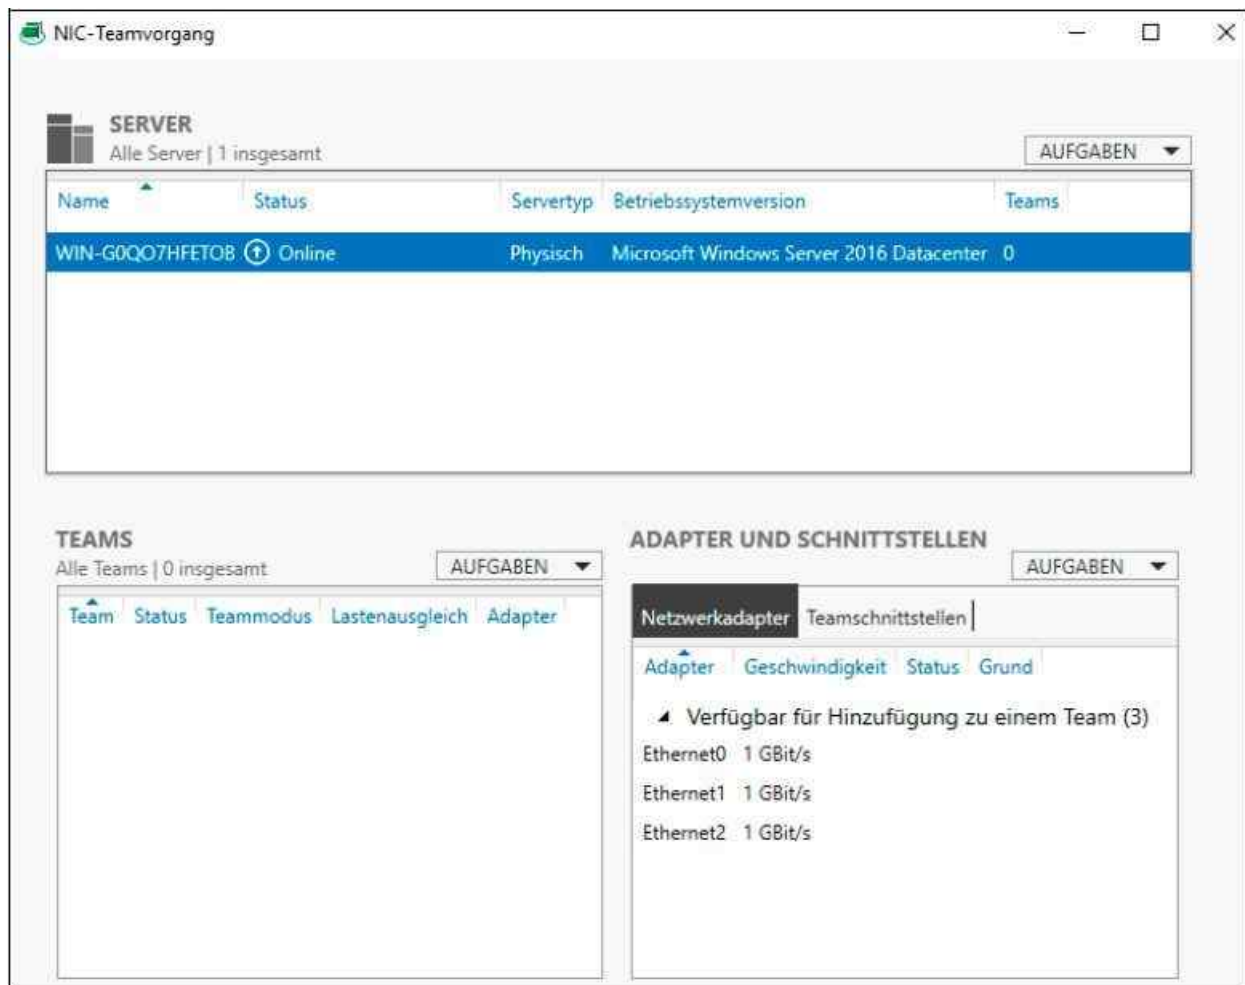 NIC-Teamvorgang
SERVER
Alle Server | 1 insgesamt
AUFGABEN
Name Status Servertyp Betriebssystemversion Teams
WIN-G0QO7HFETOB Online Physisch Microsoft Windows Server 2016 Datacenter 0
TEAMS
Alle Teams | 0 insgesamt
AUFGABEN
Team Status Teammodus Lastenausgleich Adapter
ADAPTER UND SCHNITTSTELLEN
AUFGABEN
Netzwerkadapter Teamschnittstellen
Adapter Geschwindigkeit Status Grund
Verfügbar für Hinzufügung zu einem Team (3)
Ethernet0 1 GBit/s
Ethernet1 1 GBit/s
Ethernet2 1 GBit/s